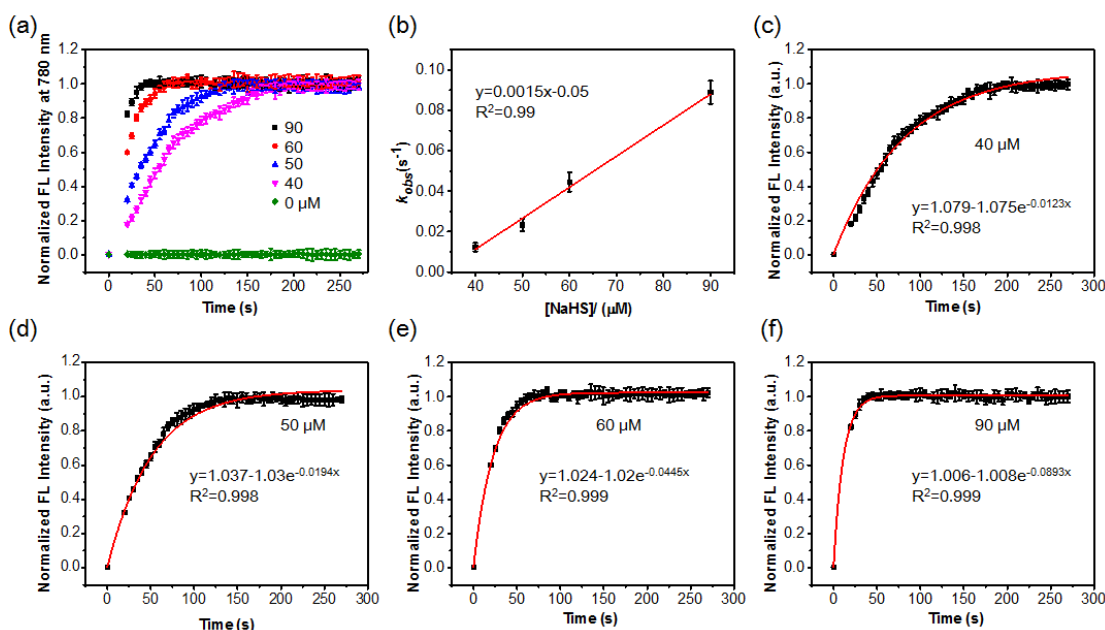 (a)
Normalized FL Intensity at 780 nm
1.2
1.0
0.8
0.6
0.4
0.2
0.0
90
60
50
40
0 μM
0 50 100 150 200 250
Time (s)
(b)
kobs(s-1)
0.10
0.08
0.06
0.04
0.02
0.00
y=0.0015x-0.05
R2=0.99
40 50 60 70 80 90
[NaHS]/ (μM)
(c)
Normalized FL Intensity (a.u.)
1.2
1.0
0.8
0.6
0.4
0.2
0.0
40 μM
y=1.079-1.075e-0.0123x
R2=0.998
0 50 100 150 200 250 300
Time (s)
(d)
Normalized FL Intensity (a.u.)
1.2
1.0
0.8
0.6
0.4
0.2
0.0
50 μM
y=1.037-1.03e-0.0194x
R2=0.998
0 50 100 150 200 250 300
Time (s)
(e)
Normalized FL Intensity (a.u.)
1.2
1.0
0.8
0.6
0.4
0.2
0.0
60 μM
y=1.024-1.02e-0.0445x
R2=0.999
0 50 100 150 200 250 300
Time (s)
(f)
Normalized FL Intensity (a.u.)
1.2
1.0
0.8
0.6
0.4
0.2
0.0
90 μM
y=1.006-1.008e-0.0893x
R2=0.999
0 50 100 150 200 250 300
Time (s)